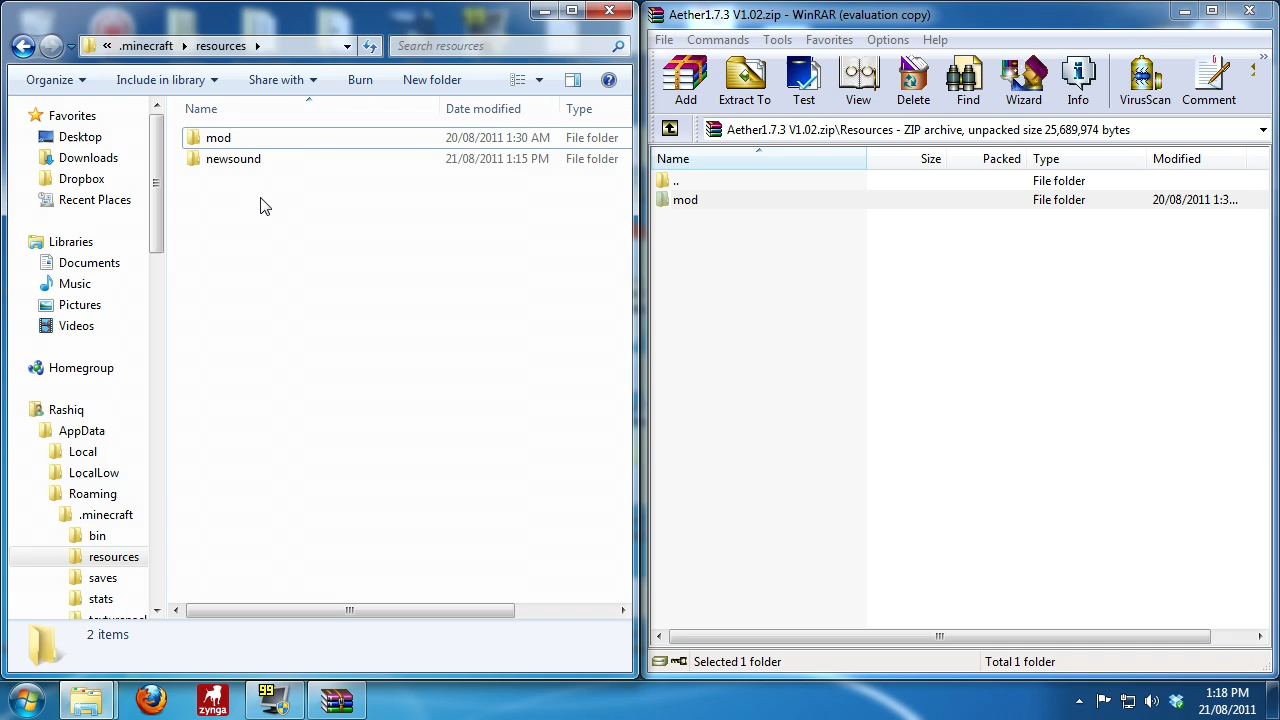 « .minecraft resources
Search resources
Organize
Include in library
Share with
Burn
New folder
Name
Date modified
Type
mod
20/08/2011 1:30 AM
File folder
newsound
21/08/2011 1:15 PM
File folder
Favorites
Desktop
Downloads
Dropbox
Recent Places
Libraries
Documents
Music
Pictures
Videos
Homegroup
Rashiq
AppData
Local
LocalLow
Roaming
.minecraft
bin
resources
saves
stats
2 items
Aether1.7.3 V1.02.zip - WinRAR (evaluation copy)
File Commands Tools Favorites Options Help
Add
Extract To
Test
View
Delete
Find
Wizard
Info
VirusScan
Comment
Aether1.7.3 V1.02.zip\Resources - ZIP archive, unpacked size 25,689,974 bytes
Name
Size
Packed
Type
Modified
..
File folder
mod
File folder
20/08/2011 1:3...
Selected 1 folder
Total 1 folder
zynga
99
1:18 PM
21/08/2011